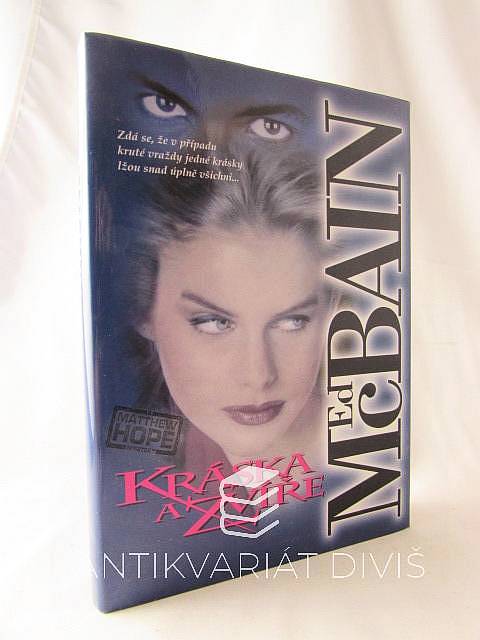 Zdá se, že v případu
kruté vraždy jedné krásky
lžou snad úplně všichni...
Ed
McBAIN
MATTHEW
HOPE
KRÁSKA
A ZVÍŘE
ANTIKVARIÁT DIVIŠ